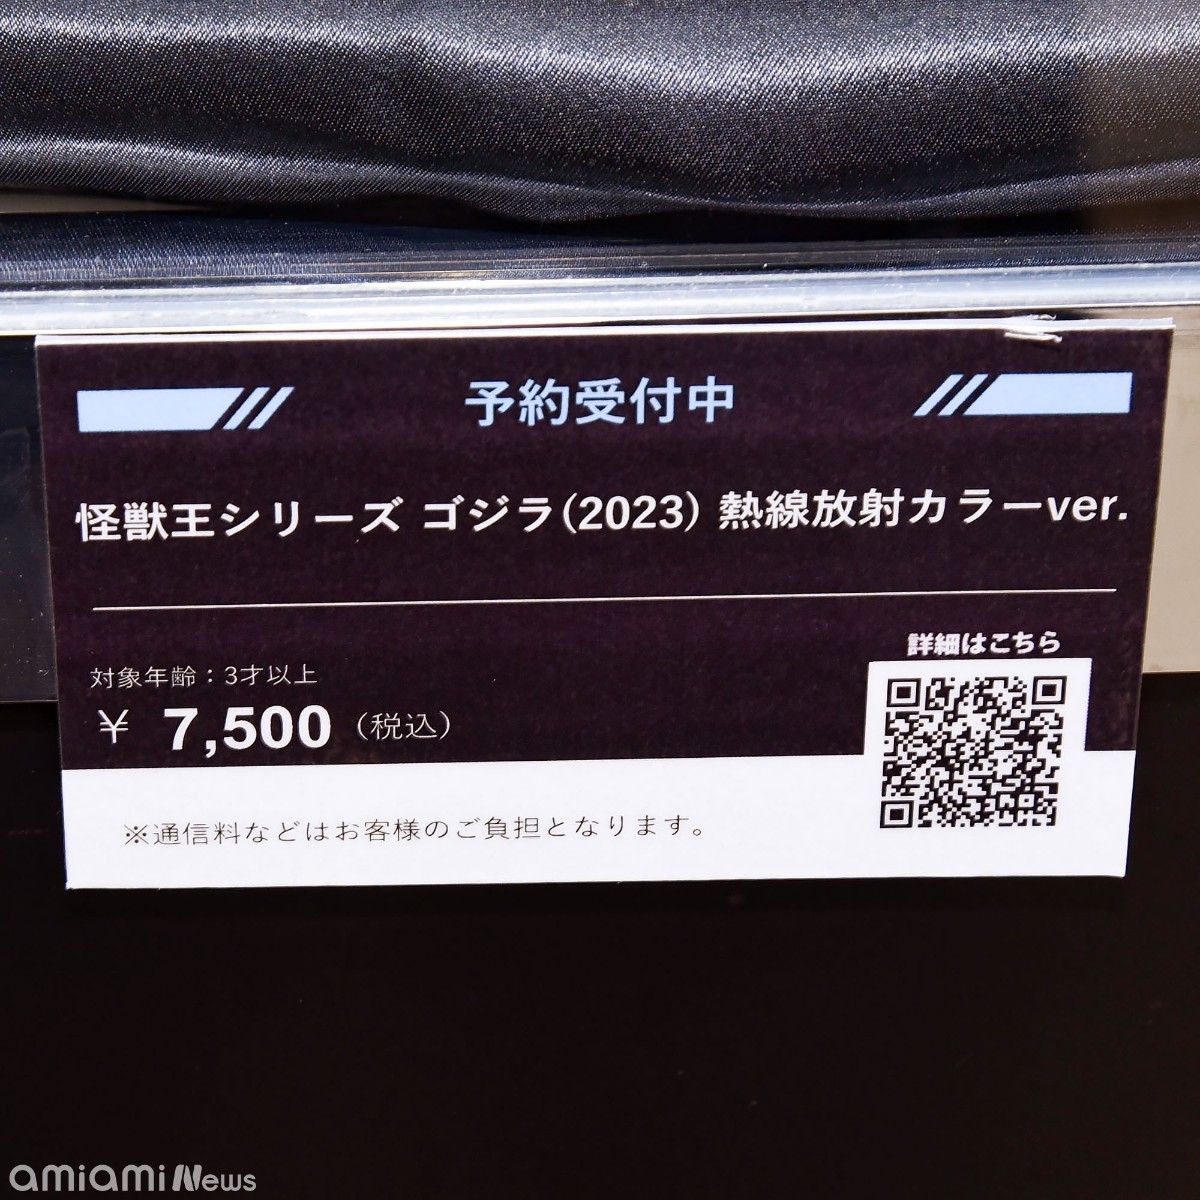 予約受付中
怪獣王シリーズ ゴジラ(2023) 熱線放射カラーver.
詳細はこちら
対象年齢：3才以上
￥ 7,500（税込）
※通信料などはお客様のご負担となります。
amiami News